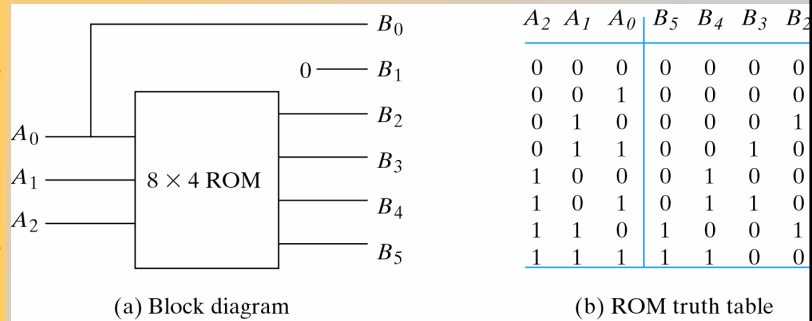 B0
0 B1
B2
A0
B3
A1
8 × 4 ROM
B4
A2
B5
(a) Block diagram
A2 A1 A0 B5 B4 B3 B2
0 0 0 0 0 0 0
0 0 1 0 0 0 0
0 1 0 0 0 0 1
0 1 1 0 0 1 0
1 0 0 0 1 0 0
1 0 1 0 1 1 0
1 1 0 1 0 0 1
1 1 1 1 1 0 0
(b) ROM truth table